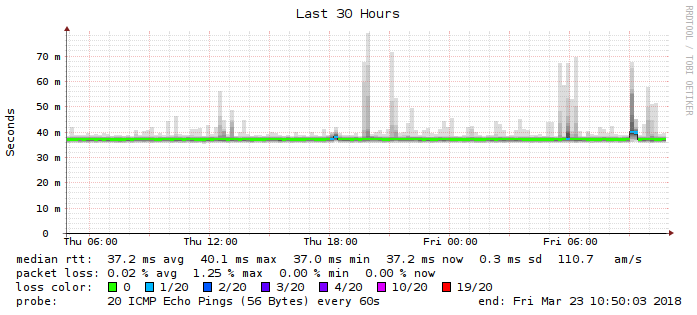 Last 30 Hours
RRDTOOL / TOBI OETIKER
Seconds
70 m
60 m
50 m
40 m
30 m
20 m
10 m
0
Thu 06:00 Thu 12:00 Thu 18:00 Fri 00:00 Fri 06:00
median rtt: 37.2 ms avg 40.1 ms max 37.0 ms min 37.2 ms now 0.3 ms sd 110.7 am/s
packet loss: 0.02 % avg 1.25 % max 0.00 % min 0.00 % now
loss color: 0 1/20 2/20 3/20 4/20 10/20 19/20
probe: 20 ICMP Echo Pings (56 Bytes) every 60s end: Fri Mar 23 10:50:03 2018